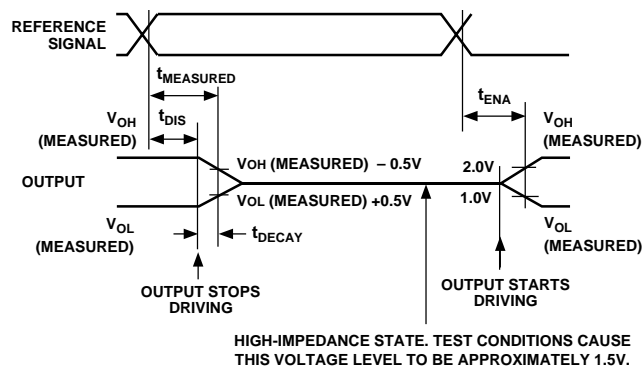 REFERENCE
SIGNAL
tMEASURED
tENA
tDIS
VOH
(MEASURED)
VOH
(MEASURED)
VOH (MEASURED) – 0.5V
2.0V
OUTPUT
VOL (MEASURED) +0.5V
1.0V
VOL
(MEASURED)
tDECAY
VOL
(MEASURED)
OUTPUT STOPS
DRIVING
OUTPUT STARTS
DRIVING
HIGH-IMPEDANCE STATE. TEST CONDITIONS CAUSE
THIS VOLTAGE LEVEL TO BE APPROXIMATELY 1.5V.